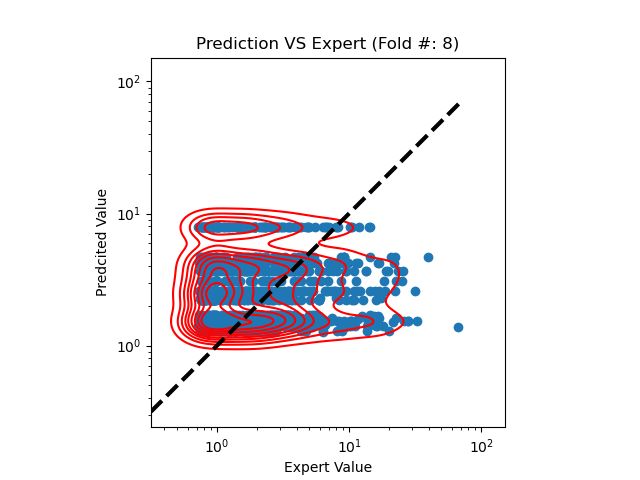 Prediction VS Expert (Fold #: 8)
10²
10¹
10⁰
Predcited Value
10⁰ 10¹ 10²
Expert Value